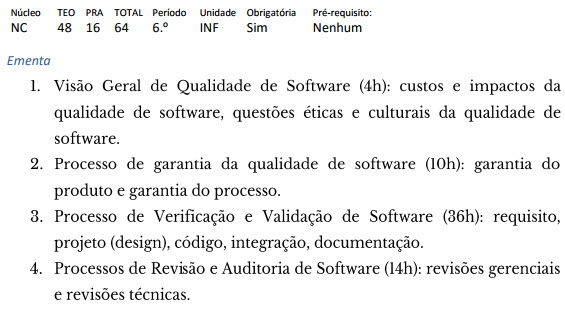 Núcleo TEO PRA TOTAL Período Unidade Obrigatória Pré-requisito:
NC 48 16 64 6.º INF Sim Nenhum
Ementa
1. Visão Geral de Qualidade de Software (4h): custos e impactos da
qualidade de software, questões éticas e culturais da qualidade de
software.
2. Processo de garantia da qualidade de software (10h): garantia do
produto e garantia do processo.
3. Processo de Verificação e Validação de Software (36h): requisito,
projeto (design), código, integração, documentação.
4. Processos de Revisão e Auditoria de Software (14h): revisões gerenciais
e revisões técnicas.